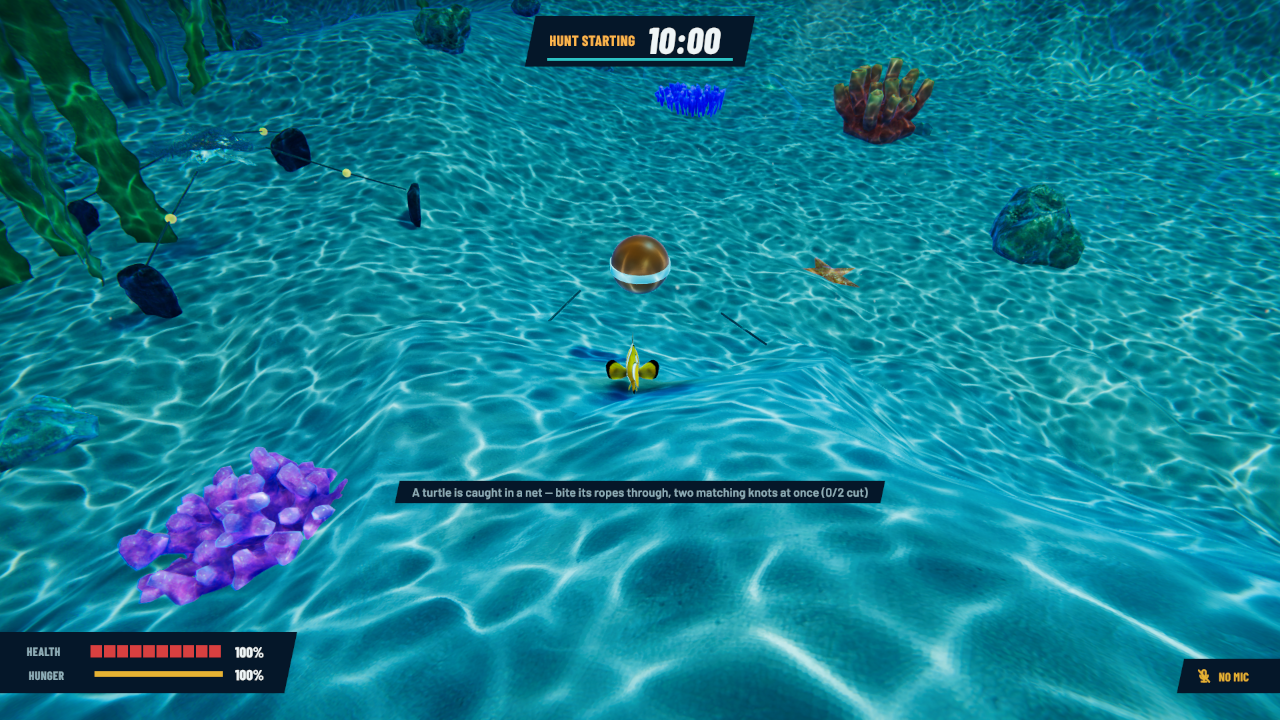 HUNT STARTING 10:00
A turtle is caught in a net – bite its ropes through, two matching knots at once (0/2 cut)
HEALTH 100%
HUNGER 100%
NO MIC